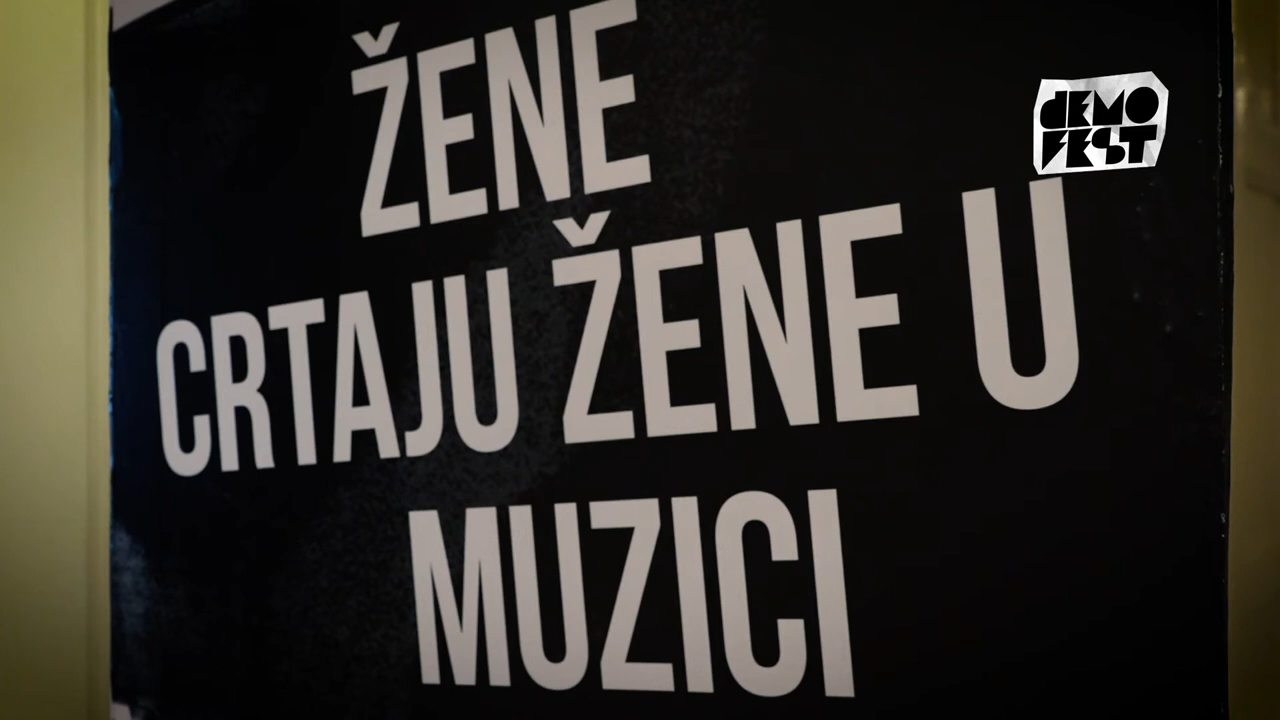 ŽENE
CRTAJU ŽENE U
MUZICI
DEMO
FEST